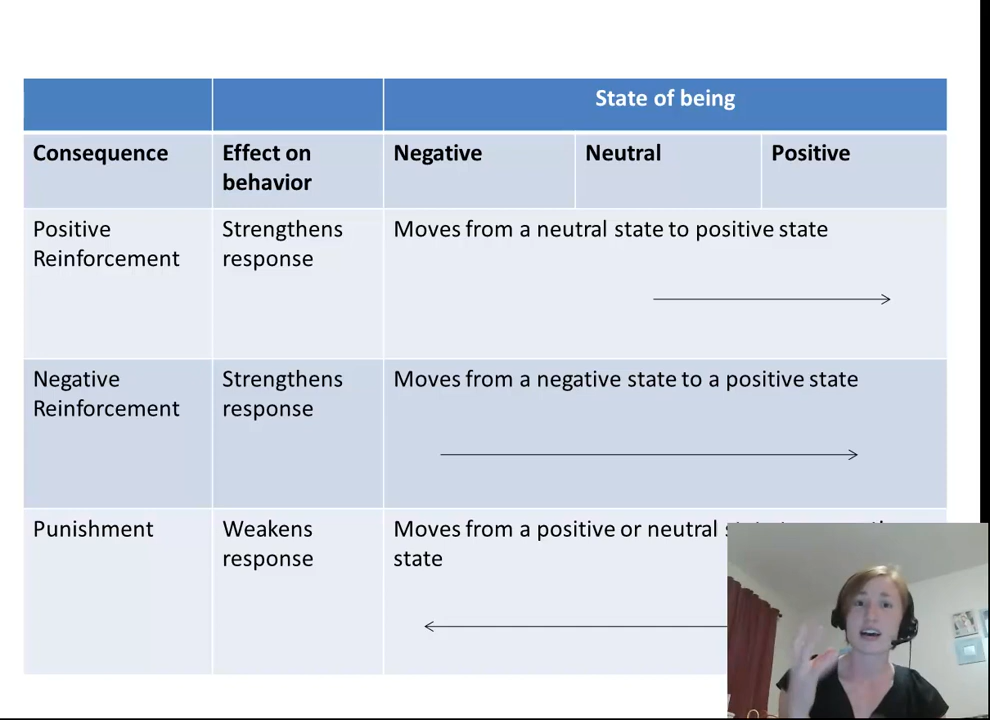 State of being
Consequence
Effect on
behavior
Negative
Neutral
Positive
Positive
Reinforcement
Strengthens
response
Moves from a neutral state to positive state
Negative
Reinforcement
Strengthens
response
Moves from a negative state to a positive state
Punishment
Weakens
response
Moves from a positive or neutral
state